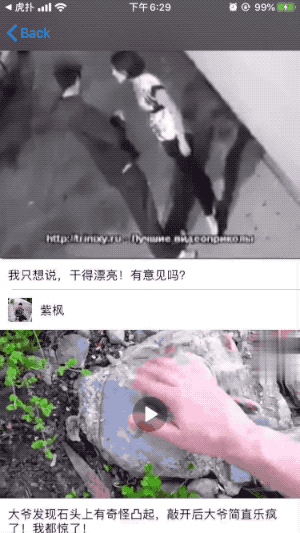 虎扑
下午6:29
99%
Back
http://trinixy.ru - Лучшие видеоприколы
我只想说，干得漂亮！有意见吗？
紫枫
大爷发现石头上有奇怪凸起，敲开后大爷简直乐疯
了！我都惊了！